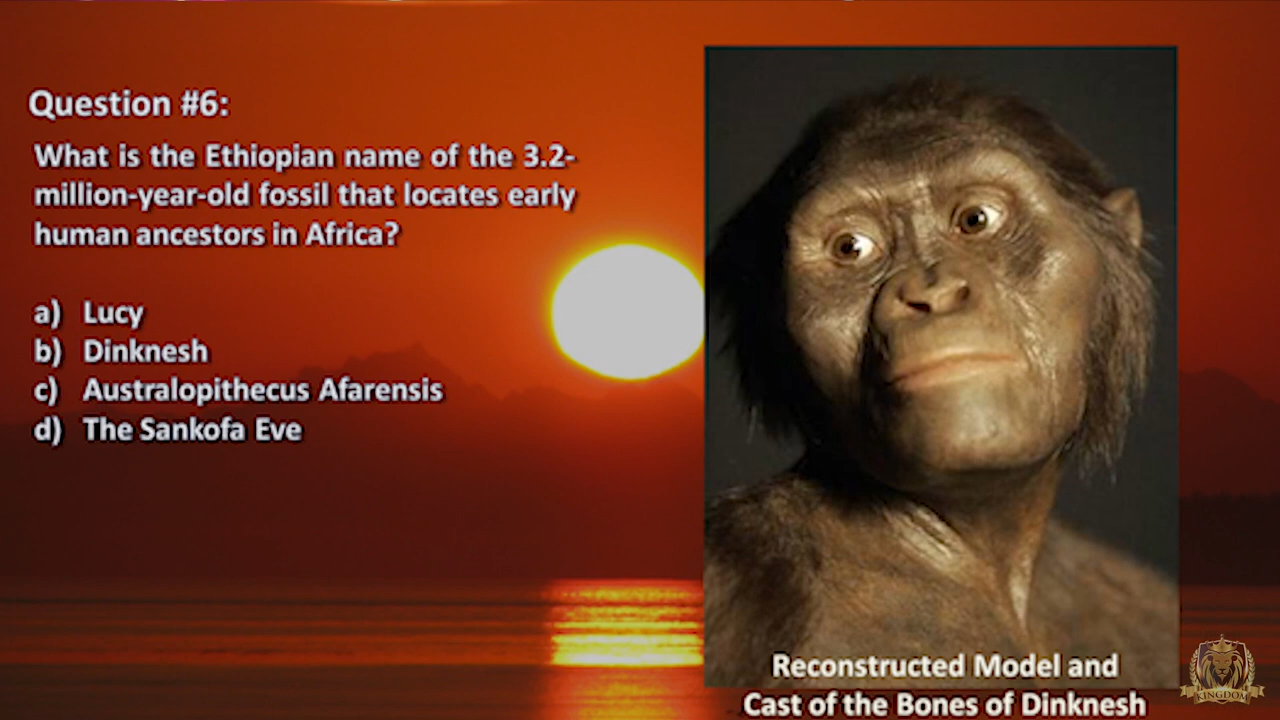 Question #6:
What is the Ethiopian name of the 3.2-
million-year-old fossil that locates early
human ancestors in Africa?
a) Lucy
b) Dinknesh
c) Australopithecus Afarensis
d) The Sankofa Eve
Reconstructed Model and
Cast of the Bones of Dinknesh
KINGDOM